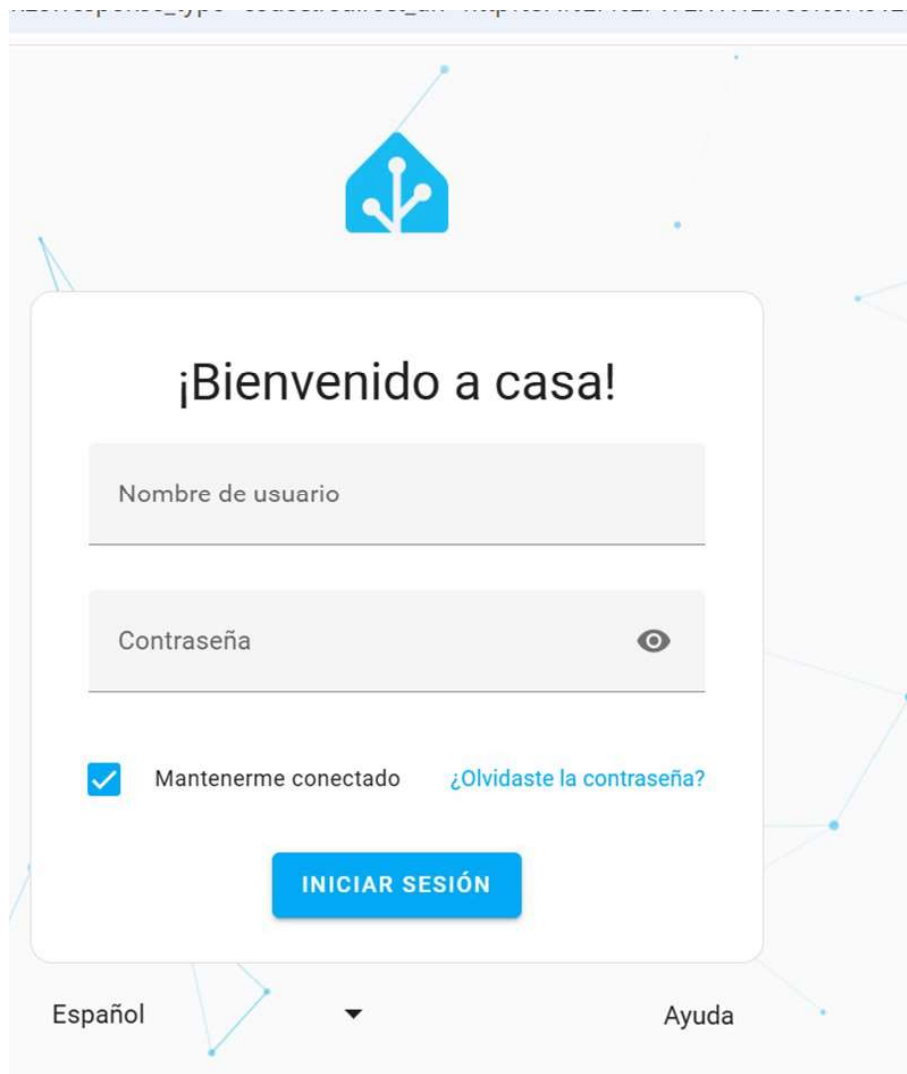 ¡Bienvenido a casa!
Nombre de usuario
Contraseña
Mantenerme conectado ¿Olvidaste la contraseña?
INICIAR SESIÓN
Español Ayuda